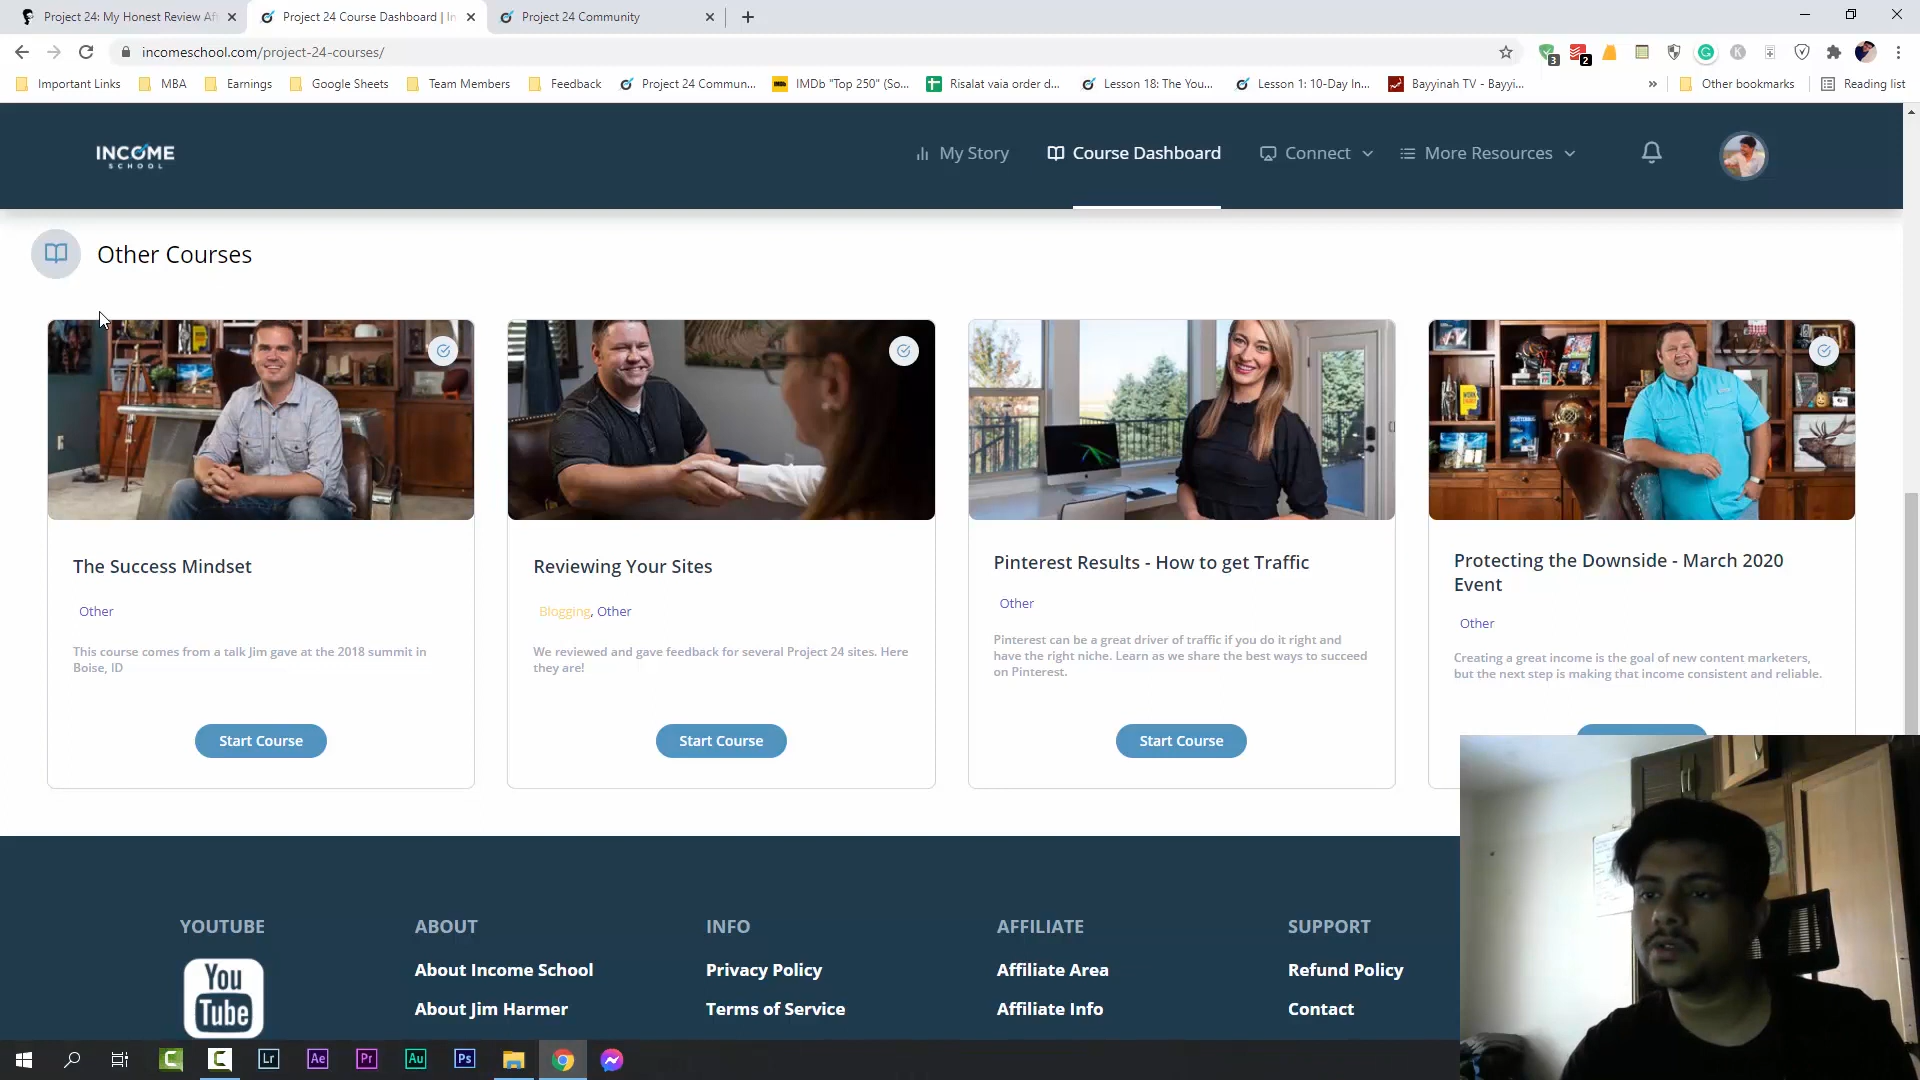 Project 24: My Honest Review Af
Project 24 Course Dashboard | In
Project 24 Community
incomeschool.com/project-24-courses/
3
2
Important Links
MBA
Earnings
Google Sheets
Team Members
Feedback
Project 24 Commun...
IMDb "Top 250" (So...
Risalat vaia order d...
Lesson 18: The You...
Lesson 1: 10-Day In...
Bayyinah TV - Bayyi...
Other bookmarks
Reading list
INCOME
SCHOOL
My Story
Course Dashboard
Connect
More Resources
Other Courses
The Success Mindset
Other
This course comes from a talk Jim gave at the 2018 summit in
Boise, ID
Start Course
Reviewing Your Sites
Blogging, Other
We reviewed and gave feedback for several Project 24 sites. Here
they are!
Start Course
Pinterest Results - How to get Traffic
Other
Pinterest can be a great driver of traffic if you do it right and
have the right niche. Learn as we share the best ways to succeed
on Pinterest.
Start Course
Protecting the Downside - March 2020
Event
Other
Creating a great income is the goal of new content marketers,
but the next step is making that income consistent and reliable.
YOUTUBE
You
Tube
ABOUT
About Income School
About Jim Harmer
INFO
Privacy Policy
Terms of Service
AFFILIATE
Affiliate Area
Affiliate Info
SUPPORT
Refund Policy
Contact
Lr
Ae
Pr
Au
Ps